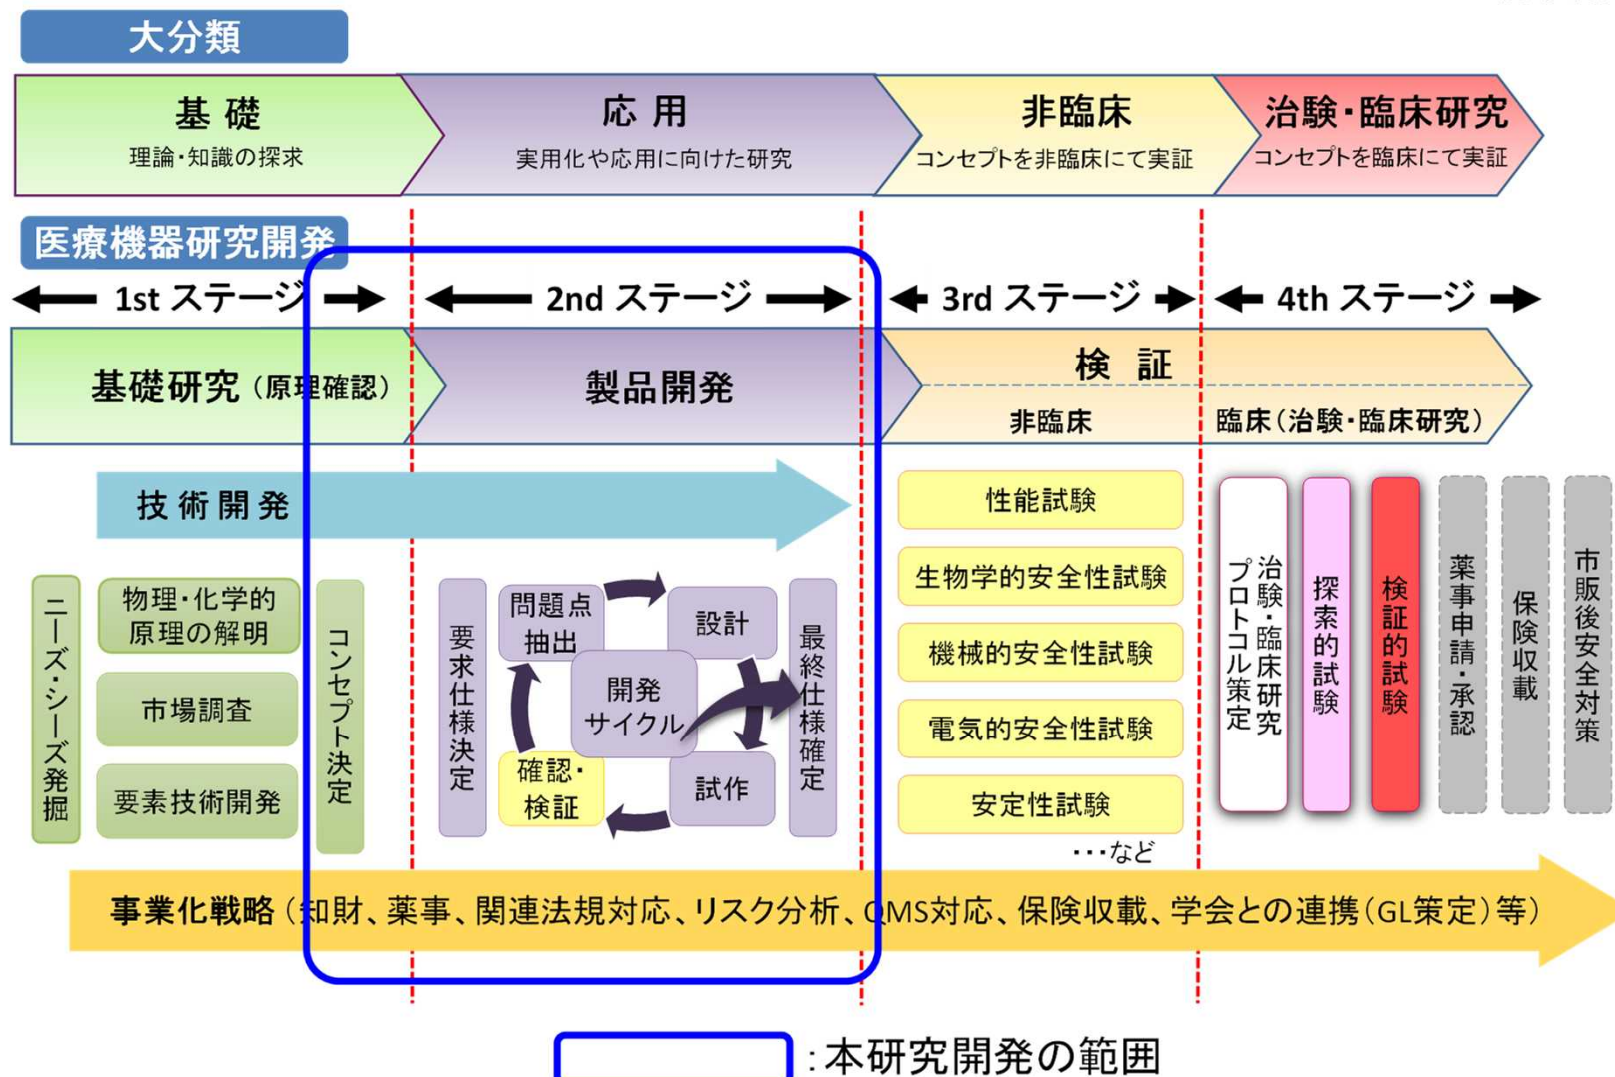 大分類
基 礎
理論・知識の探求
応 用
実用化や応用に向けた研究
非臨床
コンセプトを非臨床にて実証
治験・臨床研究
コンセプトを臨床にて実証
医療機器研究開発
1st ステージ
2nd ステージ
3rd ステージ
4th ステージ
基礎研究（原理確認）
製品開発
検 証
非臨床
臨床（治験・臨床研究）
技術開発
ニーズ・シーズ発掘
物理・化学的
原理の解明
市場調査
要素技術開発
コンセプト決定
要求仕様決定
問題点
抽出
設計
開発
サイクル
確認・
検証
試作
最終仕様確定
性能試験
生物学的安全性試験
機械的安全性試験
電気的安全性試験
安定性試験
・・・など
治験・臨床研究
プロトコル策定
探索的試験
検証的試験
薬事申請・承認
保険収載
市販後安全対策
事業化戦略（知財、薬事、関連法規対応、リスク分析、QMS対応、保険収載、学会との連携（GL策定）等）
：本研究開発の範囲